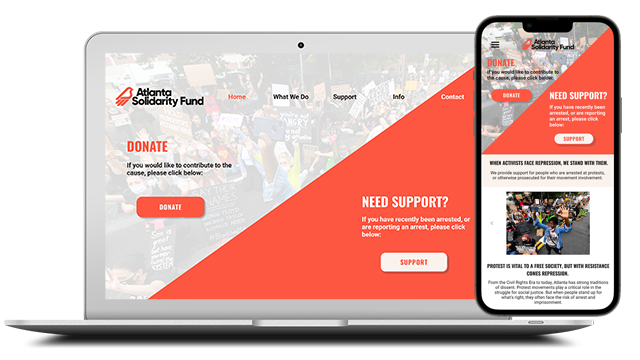 Atlanta
Solidarity Fund
Home
What We Do
Support
Info
Contact
DONATE
If you would like to contribute to the
cause, please click below:
DONATE
NEED SUPPORT?
If you have recently been arrested, or
are reporting an arrest, please click
below:
SUPPORT
Atlanta
Solidarity Fund
DONATE
If you would like to contribute to
the cause, please click below:
DONATE
NEED SUPPORT?
If you have recently been
arrested, or are reporting
an arrest, please click
below:
SUPPORT
WHEN ACTIVISTS FACE REPRESSION, WE STAND WITH THEM.
We provide support for people who are arrested at protests,
or otherwise prosecuted for their movement involvement.
PROTEST IS VITAL TO A FREE SOCIETY, BUT WITH RESISTANCE
COMES REPRESSION.
From the Civil Rights Era to today, Atlanta has strong traditions
of dissent. Protest movements play a critical role in the
struggle for social justice. But when people stand up for
what's right, they often face the risk of arrest and
imprisonment.